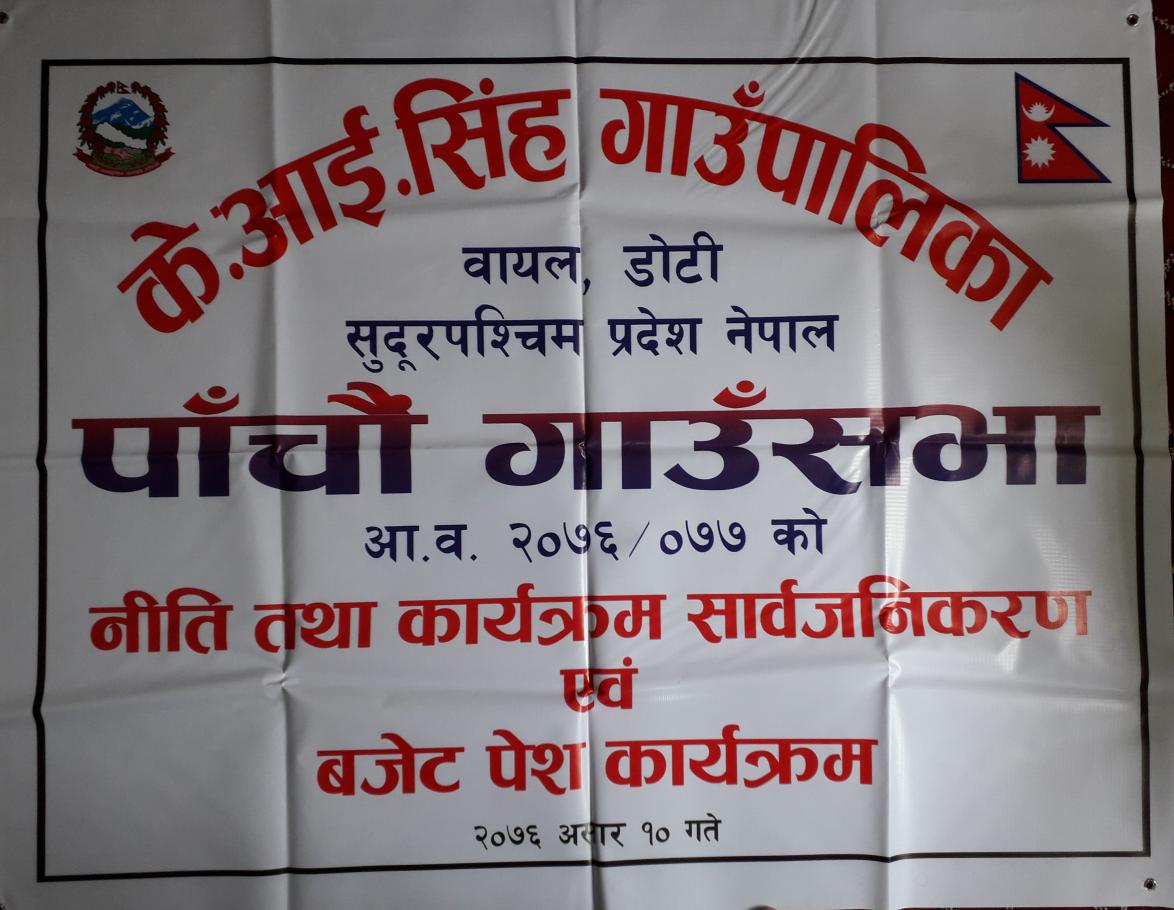 के.आई.सिंह गाउँपालिका
वायल, डोटी
सुदूरपश्चिम प्रदेश नेपाल
पाँचौं गाउँसभा
आ.व. २०७६/०७७ को
नीति तथा कार्यक्रम सार्वजनिकरण
एवं
बजेट पेश कार्यक्रम
२०७६ असार १० गते